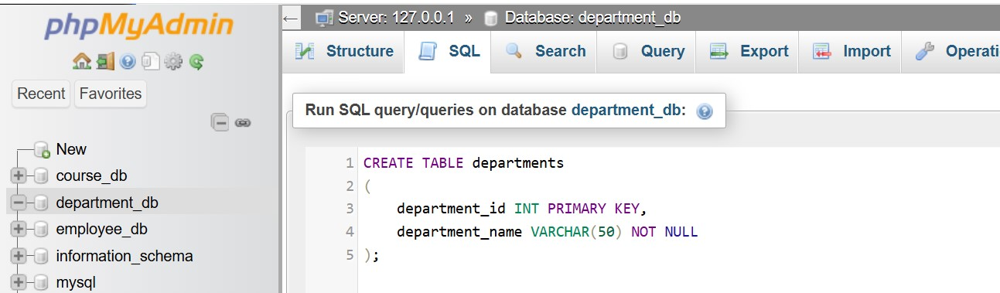 phpMyAdmin
Recent Favorites
New
course_db
department_db
employee_db
information_schema
mysql
Server: 127.0.0.1 » Database: department_db
Structure SQL Search Query Export Import Operati
Run SQL query/queries on database department_db:
1 CREATE TABLE departments
2 (
3 department_id INT PRIMARY KEY,
4 department_name VARCHAR(50) NOT NULL
5 );